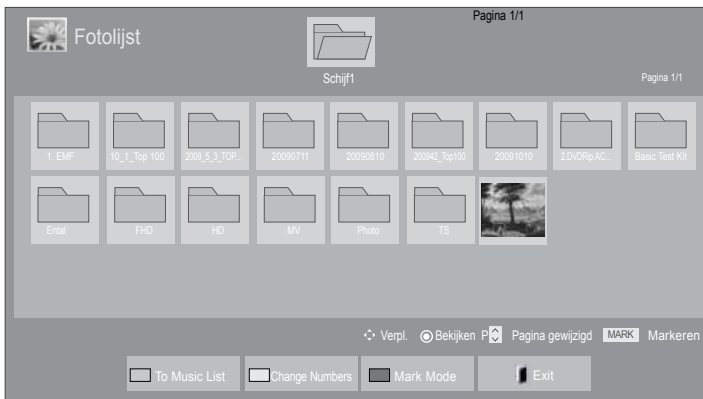 Pagina 1/1
Fotolijst
Schijf1
Pagina 1/1
1. EMF 10_1_Top 100 2009_5_3_TOP... 20090711 20090810 200942_Top100 20091010 2.DVDRip.AC... Basic Test Kit
Ental FHD HD MV Photo TS
Verpl. Bekijken P Pagina gewijzigd MARK Markeren
To Music List Change Numbers Mark Mode Exit